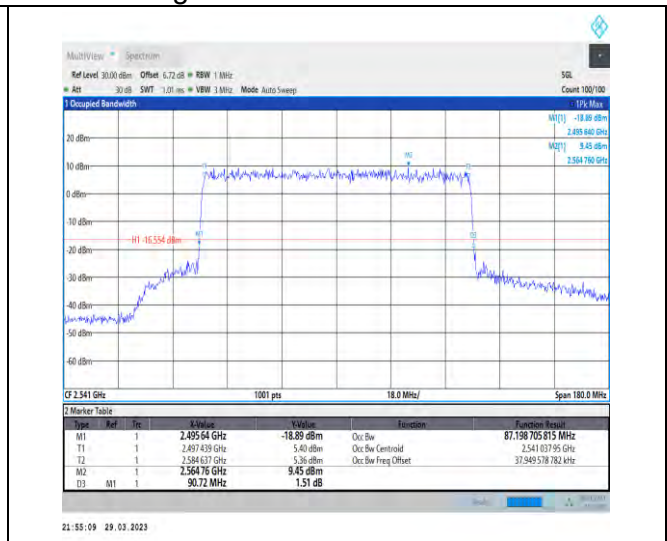 MultiView Spectrum
Ref Level 30.00 dBm Offset 6.72 dB RBW 1 MHz SGL
Att 30 dB SWT 1.01 ms VBW 3 MHz Mode Auto Sweep Count 100/100
1 Occupied Bandwidth 1Pk Max
M1[1] -18.89 dBm
2.495 640 GHz
M2[1] 9.45 dBm
2.564 760 GHz
20 dBm
M2
10 dBm
0 dBm
-10 dBm
M1
H1 -16.554 dBm
-20 dBm
-30 dBm
-40 dBm
-50 dBm
-60 dBm
CF 2.541 GHz 1001 pts 18.0 MHz/ Span 180.0 MHz
2 Marker Table
Type Ref Trc X-Value Y-Value Function Function Result
M1 1 2.495 64 GHz -18.89 dBm Occ Bw 87.198 705 815 MHz
T1 1 2.497 439 GHz 5.40 dBm Occ Bw Centroid 2.541 037 95 GHz
T2 1 2.584 637 GHz 5.36 dBm Occ Bw Freq Offset 37.949 578 782 kHz
M2 1 2.564 76 GHz 9.45 dBm
D3 M1 1 90.72 MHz 1.51 dB
21:55:09 29.03.2023